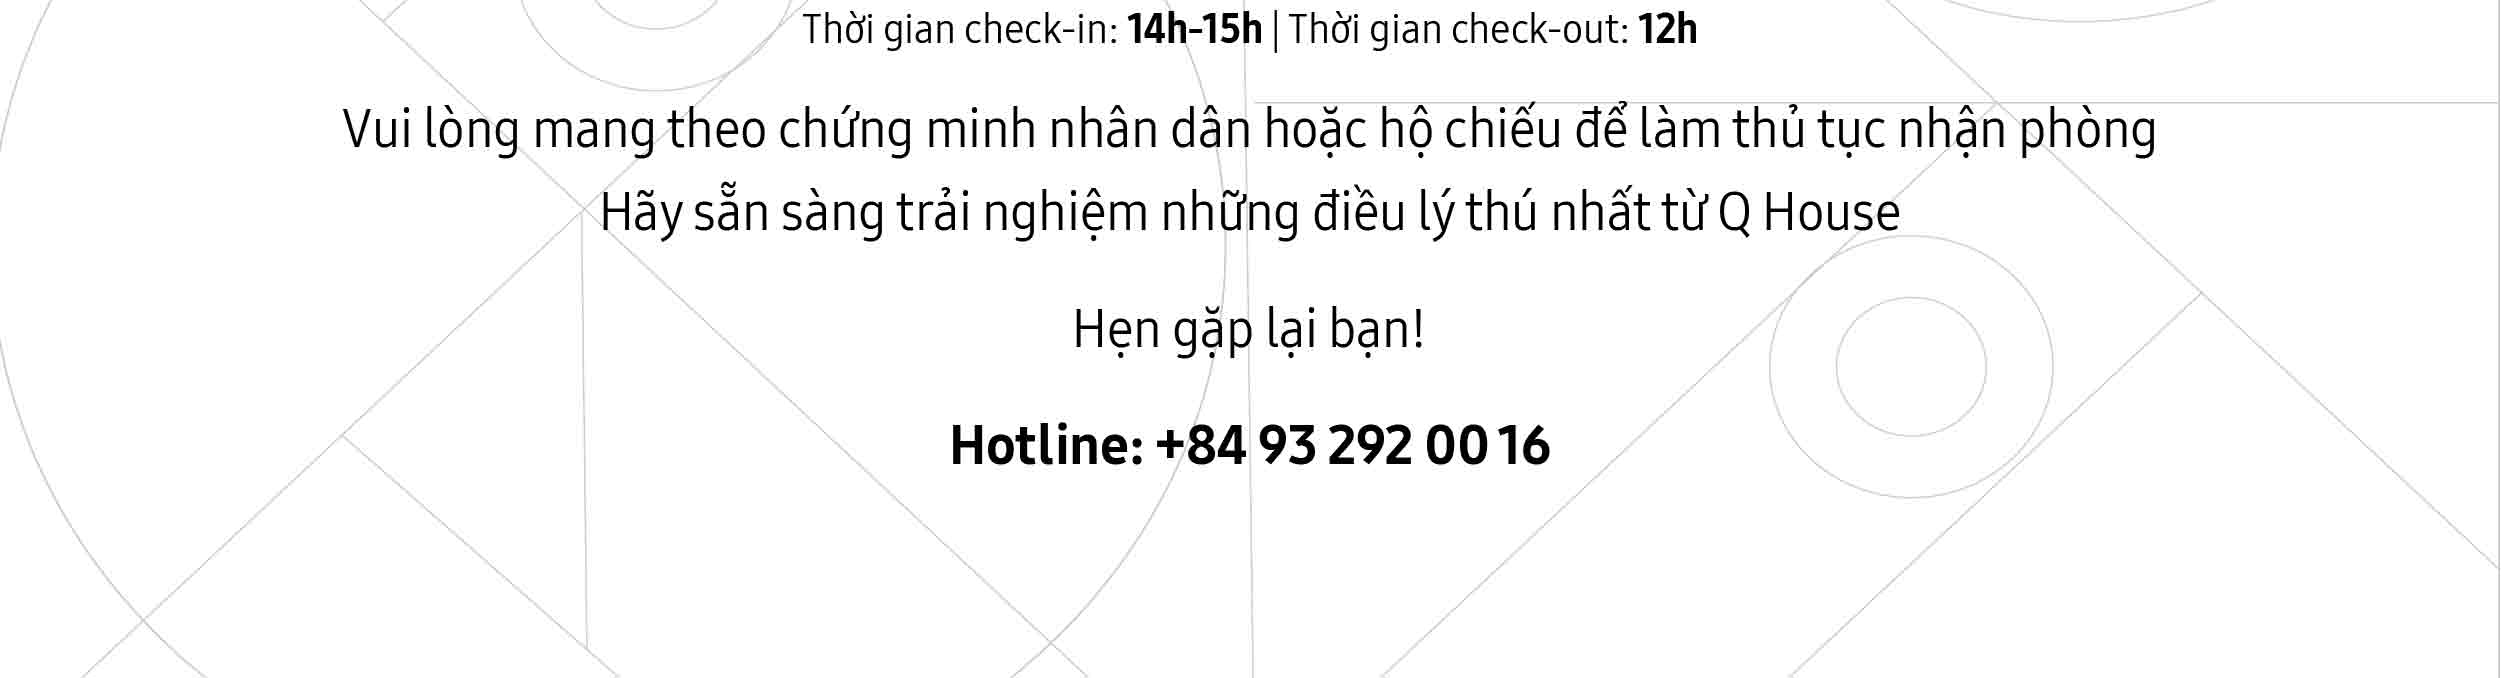 Thời gian check-in: 14h-15h | Thời gian check-out: 12h
Vui lòng mang theo chứng minh nhân dân hoặc hộ chiếu để làm thủ tục nhận phòng
Hãy sẵn sàng trải nghiệm những điều lý thú nhất từ Q House
Hẹn gặp lại bạn!
Hotline: +84 93 292 00 16